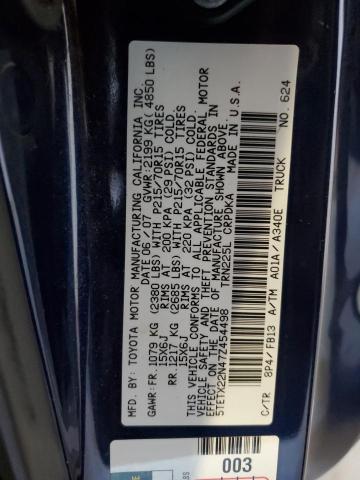 MFD. BY: TOYOTA MOTOR MANUFACTURING CALIFORNIA INC.
DATE 06 / 07 GVWR:2199 KG ( 4850 LBS)
GAWR:FR.1079 KG (2380 LBS) WITH P215/70R15 TIRES
15X6J RIMS AT 200 KPA (29 PSI) COLD.
RR.1217 KG (2685 LBS) WITH P215/70R15 TIRES
15X6J RIMS AT 220 KPA (32 PSI) COLD.
THIS VEHICLE CONFORMS TO ALL APPLICABLE FEDERAL MOTOR
VEHICLE SAFETY AND THEFT PREVENTION STANDARDS IN
EFFECT ON THE DATE OF MANUFACTURE SHOWN ABOVE
5TETX22N47Z454498 TRN225L CRPDKA MADE IN U.S.A.
C/TR 8P4/FB13 A/TM A01A/A340E TRUCK NO. 624
003
LBS